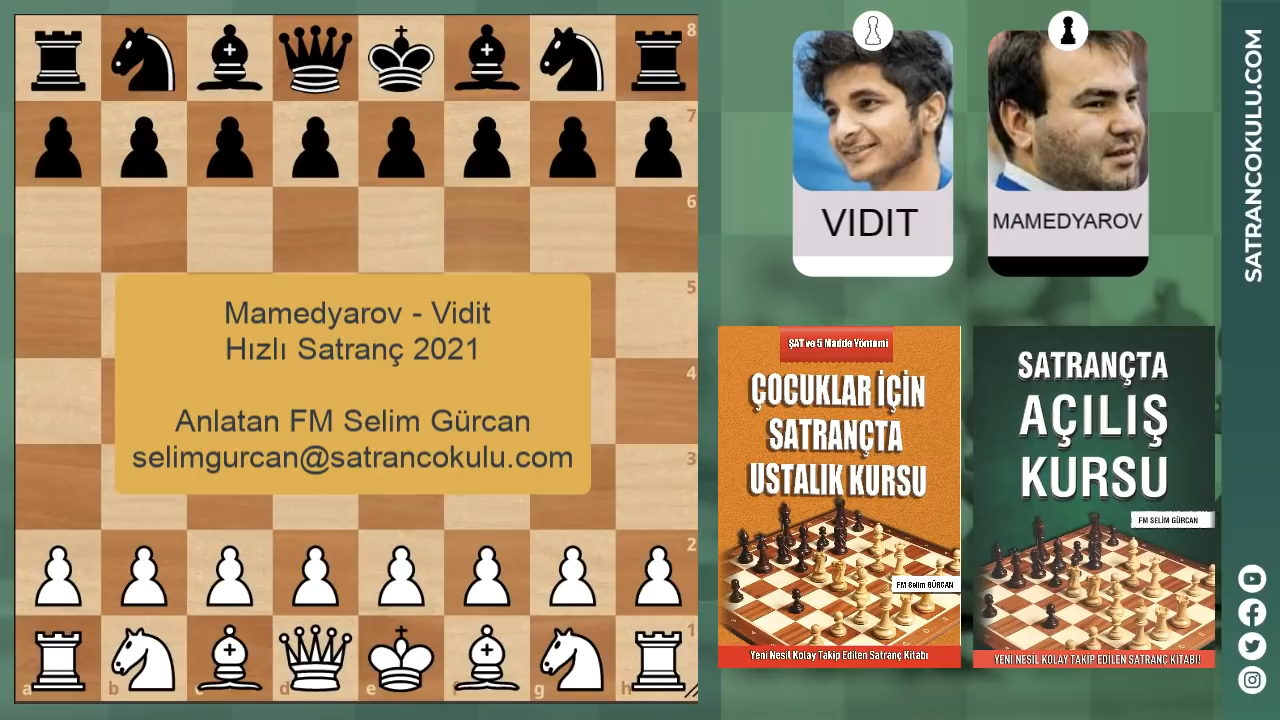 8
7
6
5
4
3
2
1
a
b
c
d
e
g
h
Mamedyarov - Vidit
Hızlı Satranç 2021
Anlatan FM Selim Gürcan
selimgurcan@satrancokulu.com
VIDIT
MAMEDYAROV
ŞAT ve 5 Madde Yöntemi
ÇOCUKLAR İÇİN
SATRANÇTA
USTALIK KURSU
FM Selim GÜRCAN
Yeni Nesil Kolay Takip Edilen Satranç Kitabı
SATRANÇTA
AÇILIŞ
KURSU
FM SELİM GÜRCAN
YENİ NESİL KOLAY TAKİP EDİLEN SATRANÇ KİTABI!
SATRANCOKULU.COM